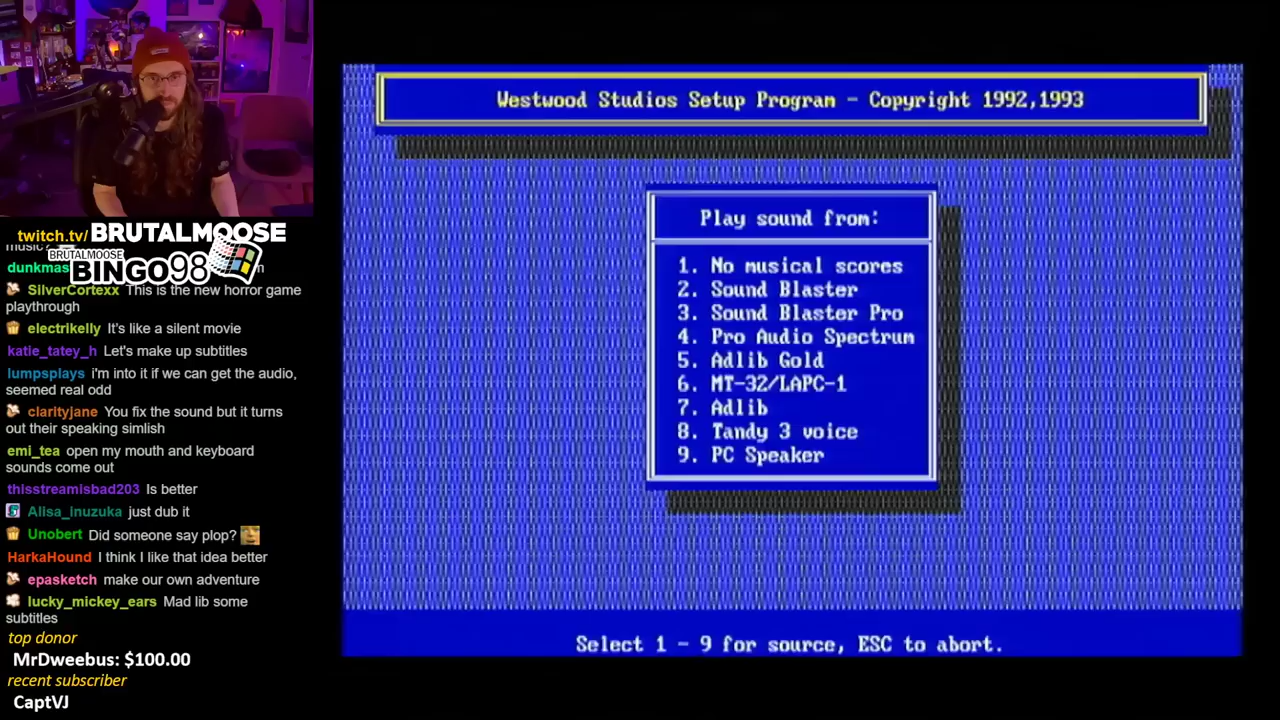 Westwood Studios Setup Program - Copyright 1992,1993
Play sound from:
1. No musical scores
2. Sound Blaster
3. Sound Blaster Pro
4. Pro Audio Spectrum
5. Adlib Gold
6. MT-32/LAPC-1
7. Adlib
8. Tandy 3 voice
9. PC Speaker
Select 1 - 9 for source, ESC to abort.
twitch.tv/BRUTALMOOSE
BRUTALMOOSE
BINGO98
dunkmas
SilverCortexx This is the new horror game
playthrough
electrikelly It's like a silent movie
katie_tatey_h Let's make up subtitles
lumpsplays i'm into it if we can get the audio,
seemed real odd
clarityjane You fix the sound but it turns
out their speaking simlish
emi_tea open my mouth and keyboard
sounds come out
thisstreamisbad203 Is better
Alisa_inuzuka just dub it
Unobert Did someone say plop?
HarkaHound I think I like that idea better
epasketch make our own adventure
lucky_mickey_ears Mad lib some
subtitles
top donor
MrDweebus: $100.00
recent subscriber
CaptVJ